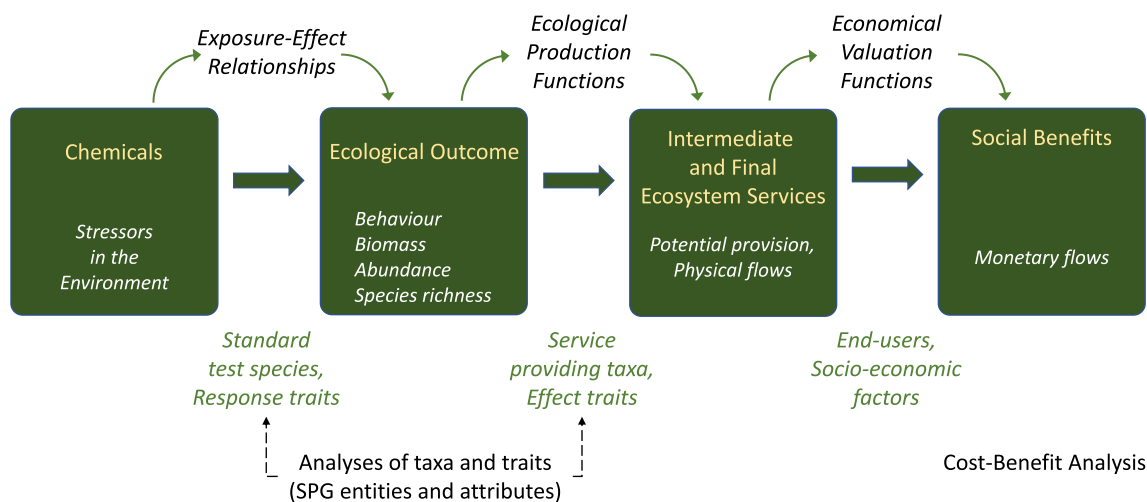 Exposure-Effect
Relationships
Ecological
Production
Functions
Economical
Valuation
Functions
Chemicals
Stressors
in the
Environment
Ecological Outcome
Behaviour
Biomass
Abundance
Species richness
Intermediate
and Final
Ecosystem Services
Potential provision,
Physical flows
Social Benefits
Monetary flows
Standard
test species,
Response traits
Service
providing taxa,
Effect traits
End-users,
Socio-economic
factors
Analyses of taxa and traits
(SPG entities and attributes)
Cost-Benefit Analysis